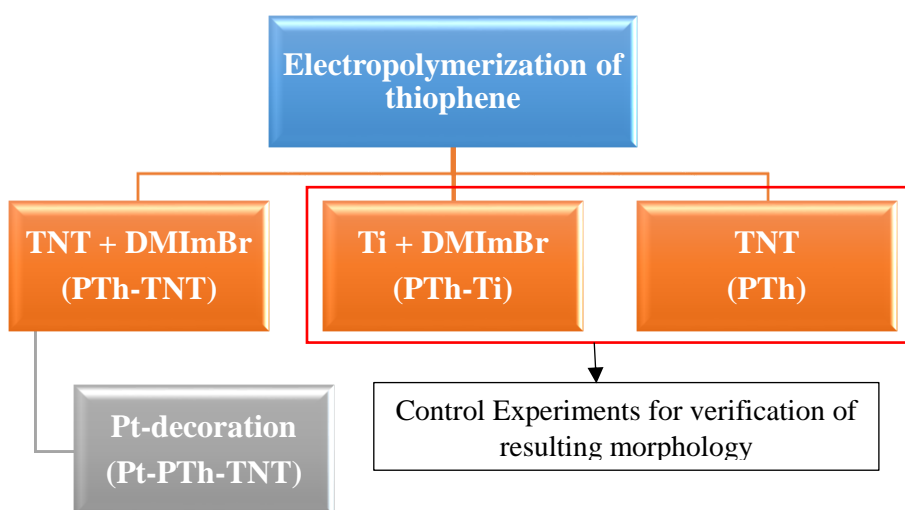 Electropolymerization of
thiophene
TNT + DMImBr
(PTh-TNT)
Ti + DMImBr
(PTh-Ti)
TNT
(PTh)
Pt-decoration
(Pt-PTh-TNT)
Control Experiments for verification of
resulting morphology